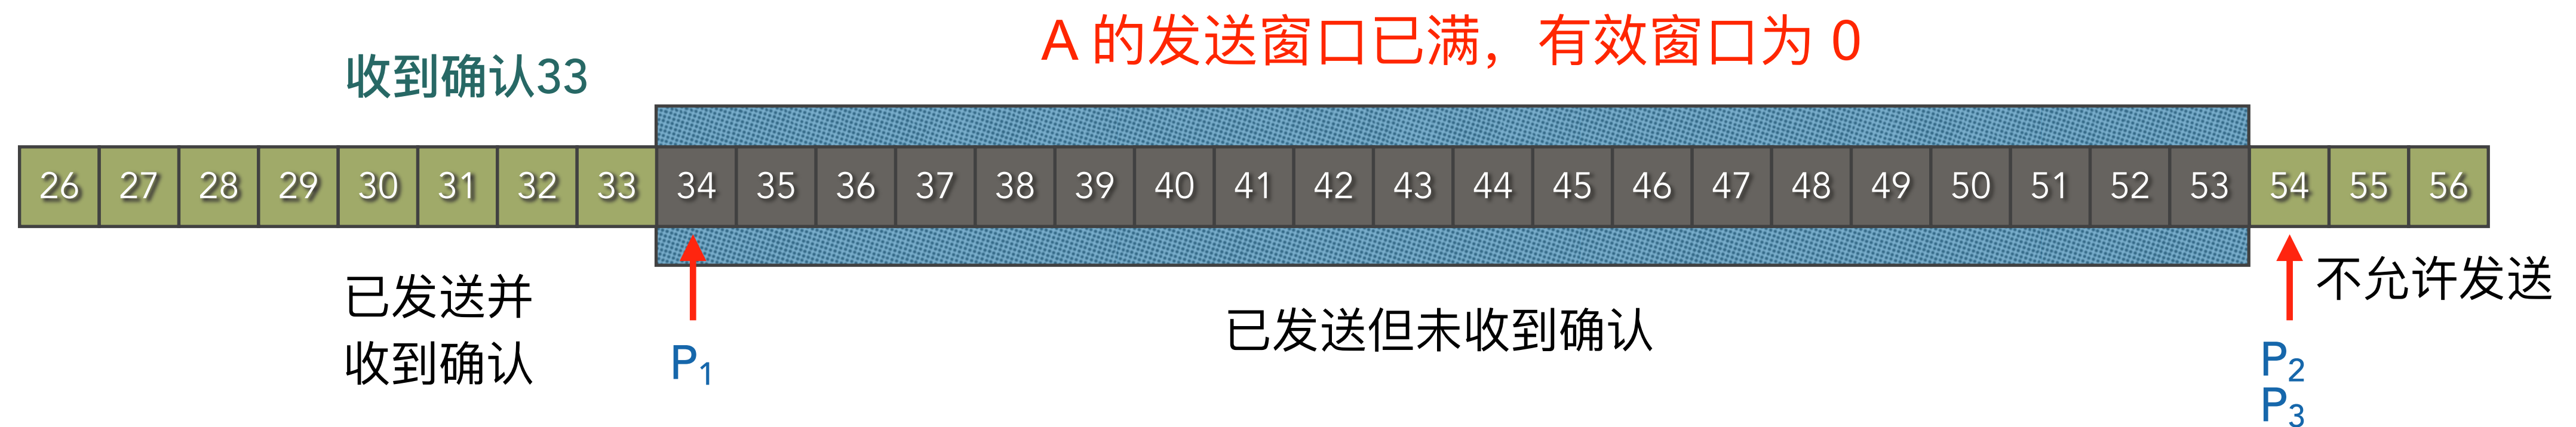 A 的发送窗口已满，有效窗口为 0
收到确认33
26 27 28 29 30 31 32 33 34 35 36 37 38 39 40 41 42 43 44 45 46 47 48 49 50 51 52 53 54 55 56
已发送并
收到确认
P₁
已发送但未收到确认
不允许发送
P₂
P₃